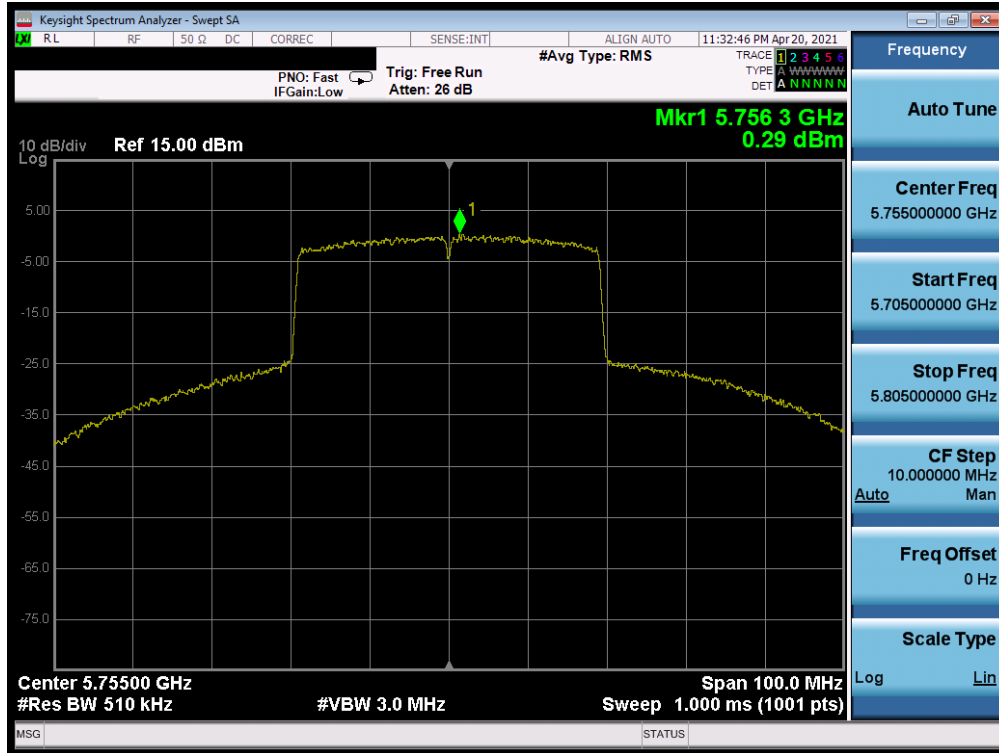 Keysight Spectrum Analyzer - Swept SA
LXI RL RF 50 Ω DC CORREC SENSE:INT ALIGN AUTO 11:32:46 PM Apr 20, 2021
#Avg Type: RMS
TRACE 1 2 3 4 5 6
TYPE A WWWWW
DET A N N N N N
PNO: Fast
IFGain:Low
Trig: Free Run
Atten: 26 dB
Mkr1 5.756 3 GHz
0.29 dBm
10 dB/div Ref 15.00 dBm
Log
1
5.00
-5.00
-15.0
-25.0
-35.0
-45.0
-55.0
-65.0
-75.0
Center 5.75500 GHz Span 100.0 MHz
#Res BW 510 kHz #VBW 3.0 MHz Sweep 1.000 ms (1001 pts)
MSG STATUS
Frequency
Auto Tune
Center Freq
5.755000000 GHz
Start Freq
5.705000000 GHz
Stop Freq
5.805000000 GHz
CF Step
10.000000 MHz
Auto Man
Freq Offset
0 Hz
Scale Type
Log Lin